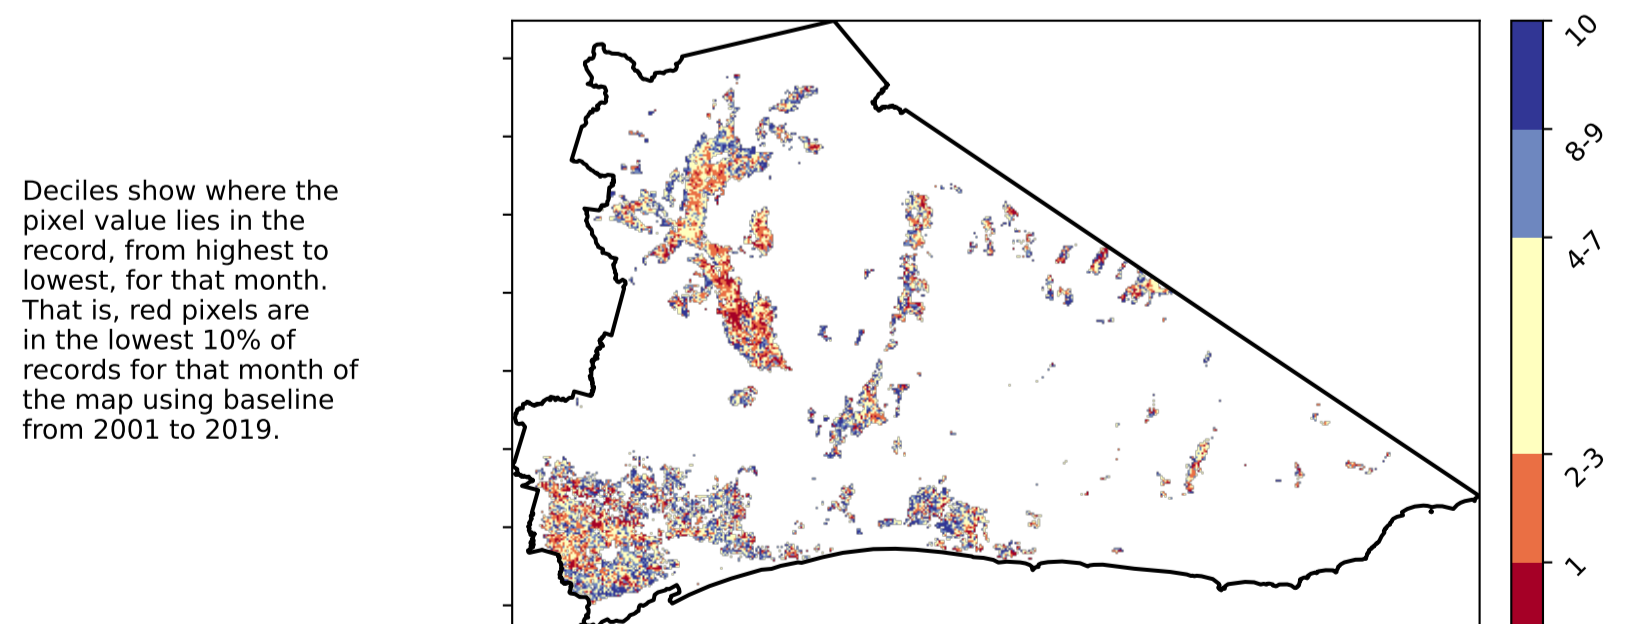 Deciles show where the
pixel value lies in the
record, from highest to
lowest, for that month.
That is, red pixels are
in the lowest 10% of
records for that month of
the map using baseline
from 2001 to 2019.
10
8-9
4-7
2-3
1